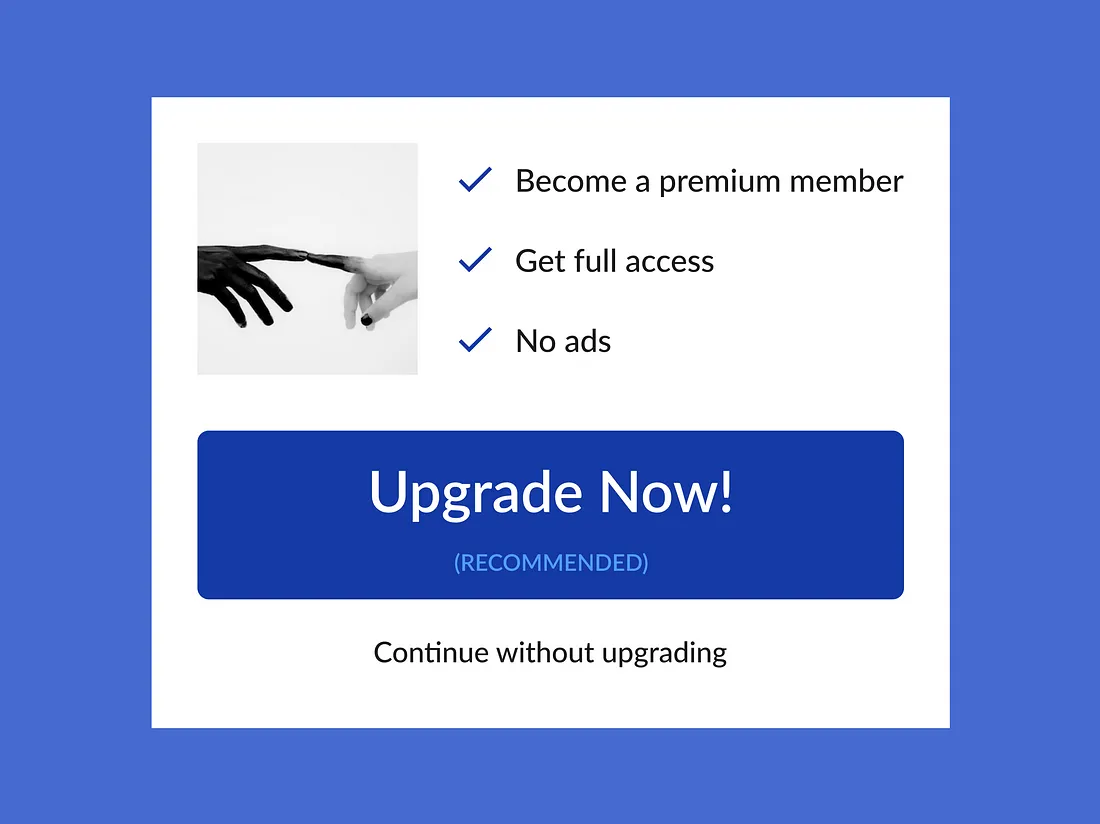 Become a premium member
Get full access
No ads
Upgrade Now!
(RECOMMENDED)
Continue without upgrading